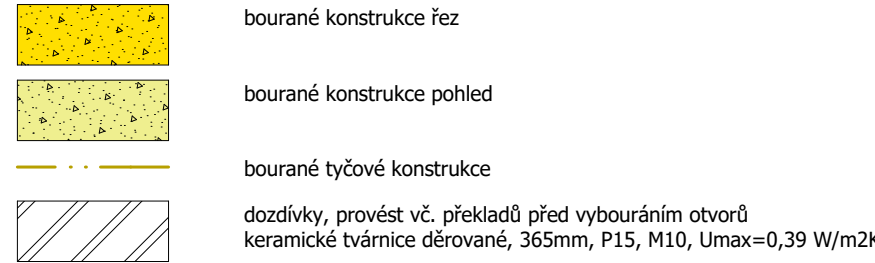 bourané konstrukce řez
bourané konstrukce pohled
bourané tyčové konstrukce
dozdívky, provést vč. překladů před vybouráním otvorů
keramické tvárnice děrované, 365mm, P15, M10, Umax=0,39 W/m2K